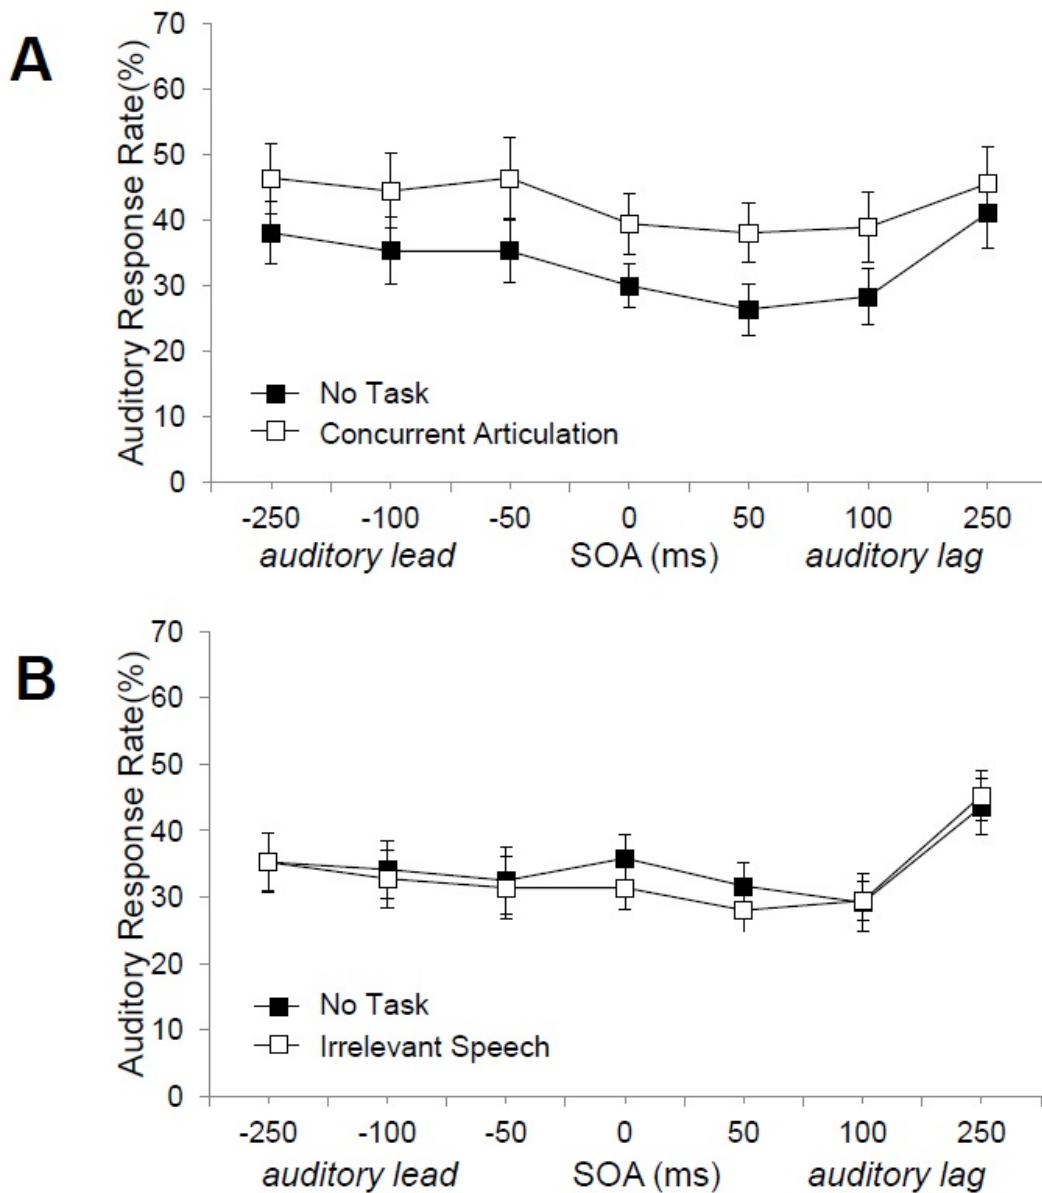 A
Auditory Response Rate(%)
70
60
50
40
30
20
10
0
No Task
Concurrent Articulation
-250 -100 -50 0 50 100 250
auditory lead SOA (ms) auditory lag
B
Auditory Response Rate(%)
70
60
50
40
30
20
10
0
No Task
Irrelevant Speech
-250 -100 -50 0 50 100 250
auditory lead SOA (ms) auditory lag